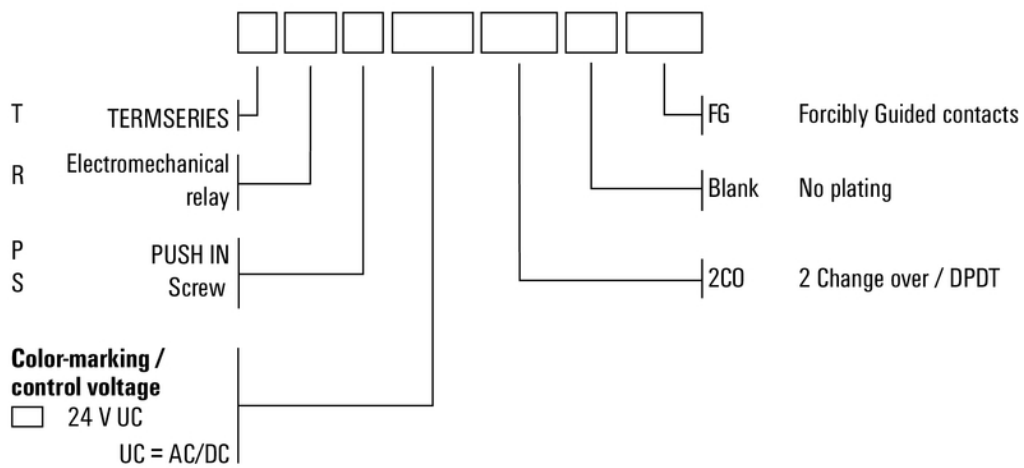 T TERMSERIES
R Electromechanical
relay
P PUSH IN
S Screw
Color-marking /
control voltage
24 V UC
UC = AC/DC
FG Forcibly Guided contacts
Blank No plating
2CO 2 Change over / DPDT